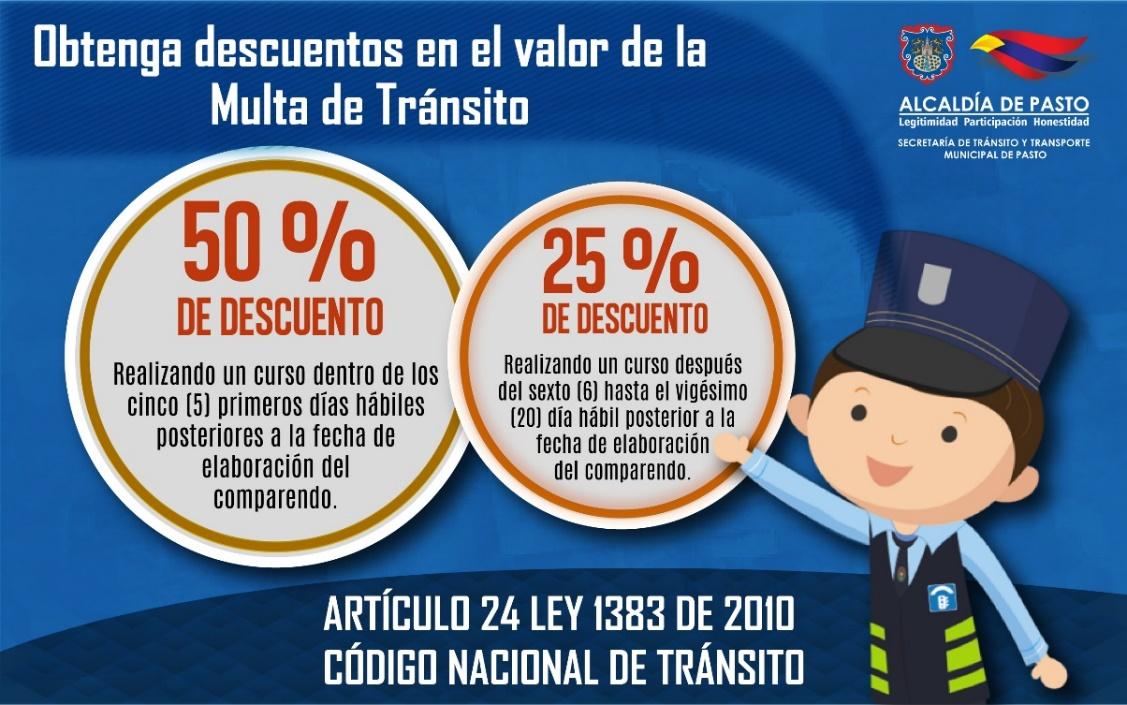 Obtenga descuentos en el valor de la
Multa de Tránsito
ALCALDÍA DE PASTO
Legitimidad Participación Honestidad
SECRETARÍA DE TRÁNSITO Y TRANSPORTE
MUNICIPAL DE PASTO
50 %
DE DESCUENTO
Realizando un curso dentro de los
cinco (5) primeros días hábiles
posteriores a la fecha de
elaboración del
comparendo.
25 %
DE DESCUENTO
Realizando un curso después
del sexto (6) hasta el vigésimo
(20) día hábil posterior a la
fecha de elaboración
del comparendo.
ARTÍCULO 24 LEY 1383 DE 2010
CÓDIGO NACIONAL DE TRÁNSITO